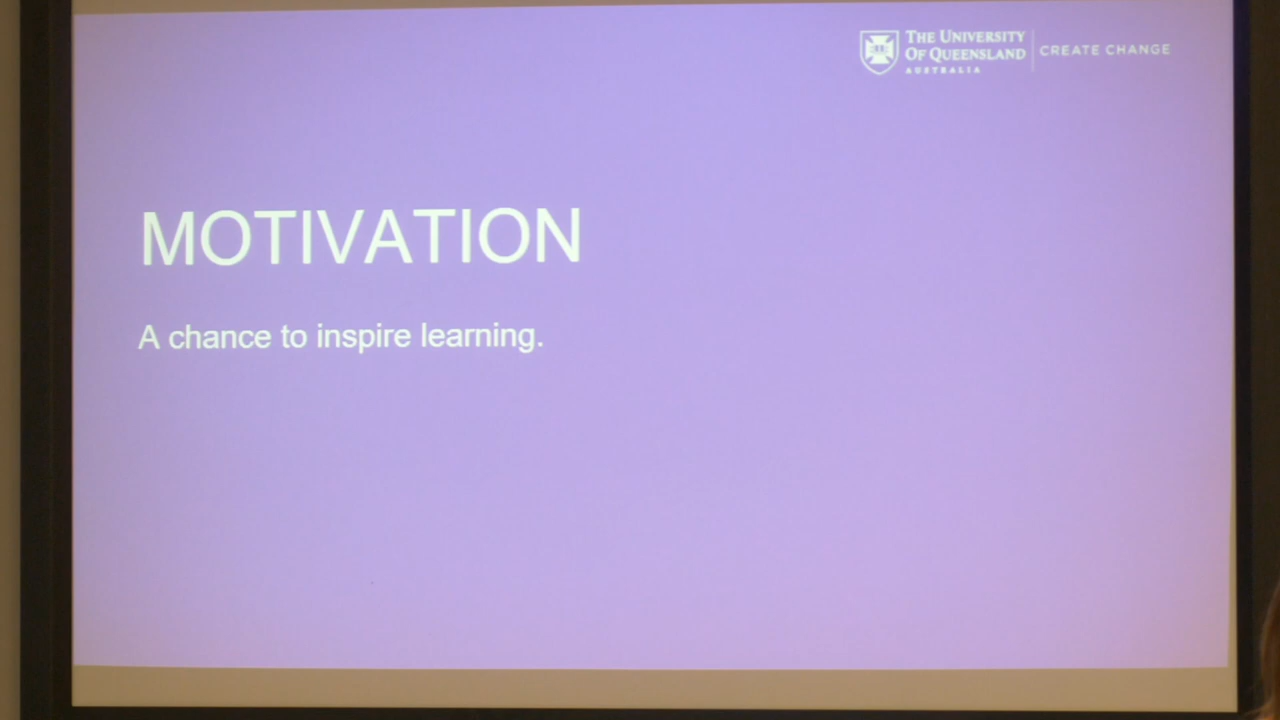 THE UNIVERSITY
OF QUEENSLAND
AUSTRALIA
CREATE CHANGE
MOTIVATION
A chance to inspire learning.